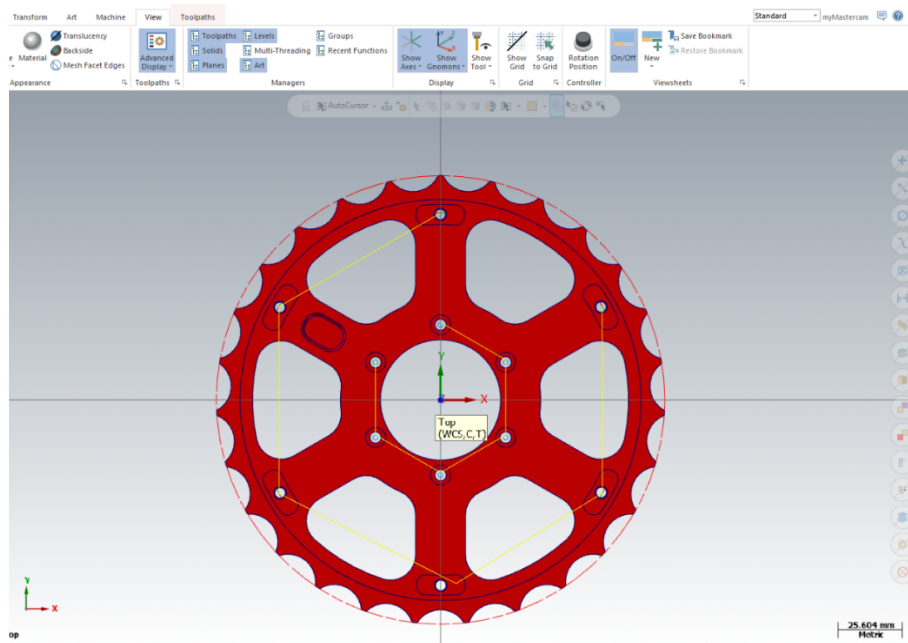 Transform Art Machine View Toolpaths Standard myMastercam
Translucency Toolpaths Levels Groups Save Bookmark
Backside Solids Multi-Threading Recent Functions Restore Bookmark
e Material Mesh Facet Edges Advanced Display Planes Art Show Axes Show Gnomons Show Tool Show Grid Snap to Grid Rotation Position On/Off New
Appearance Toolpaths Managers Display Grid Controller Viewsheets
AutoCursor
Y
X
Top
(WCS,C,T)
Y
X
op
25.604 mm
Metric